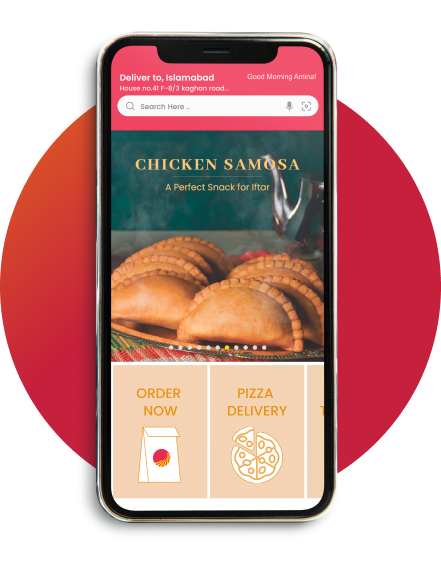 Deliver to, Islamabad
Good Morning Amina!
House no.41 F-8/3 kaghan road...
Search Here ..
CHICKEN SAMOSA
A Perfect Snack for Iftar
ORDER
NOW
PIZZA
DELIVERY